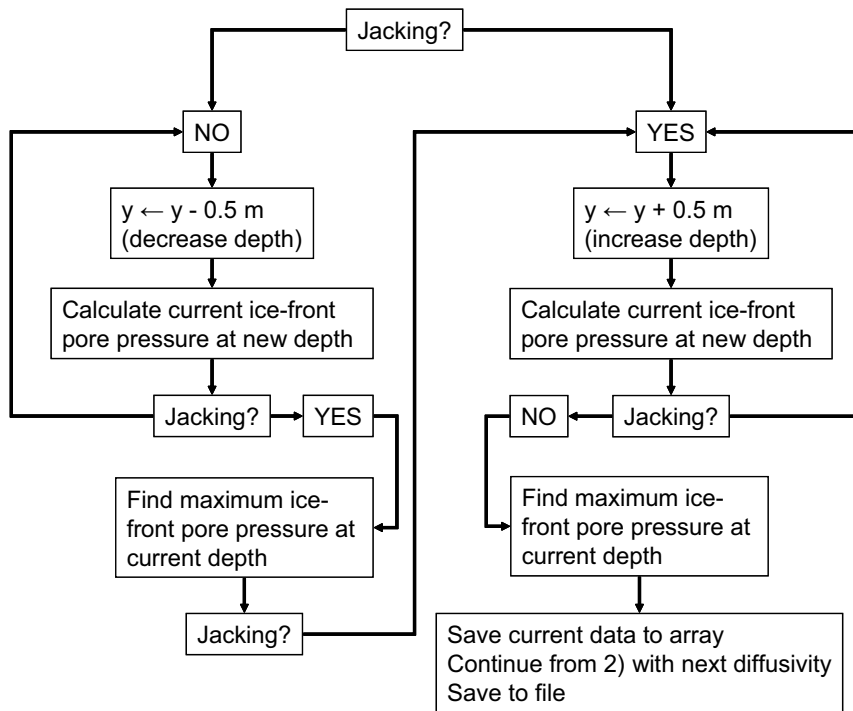 Jacking?
NO
YES
y ← y - 0.5 m
(decrease depth)
y ← y + 0.5 m
(increase depth)
Calculate current ice-front
pore pressure at new depth
Calculate current ice-front
pore pressure at new depth
Jacking?
YES
NO
Jacking?
Find maximum ice-
front pore pressure at
current depth
Find maximum ice-
front pore pressure at
current depth
Jacking?
Save current data to array
Continue from 2) with next diffusivity
Save to file